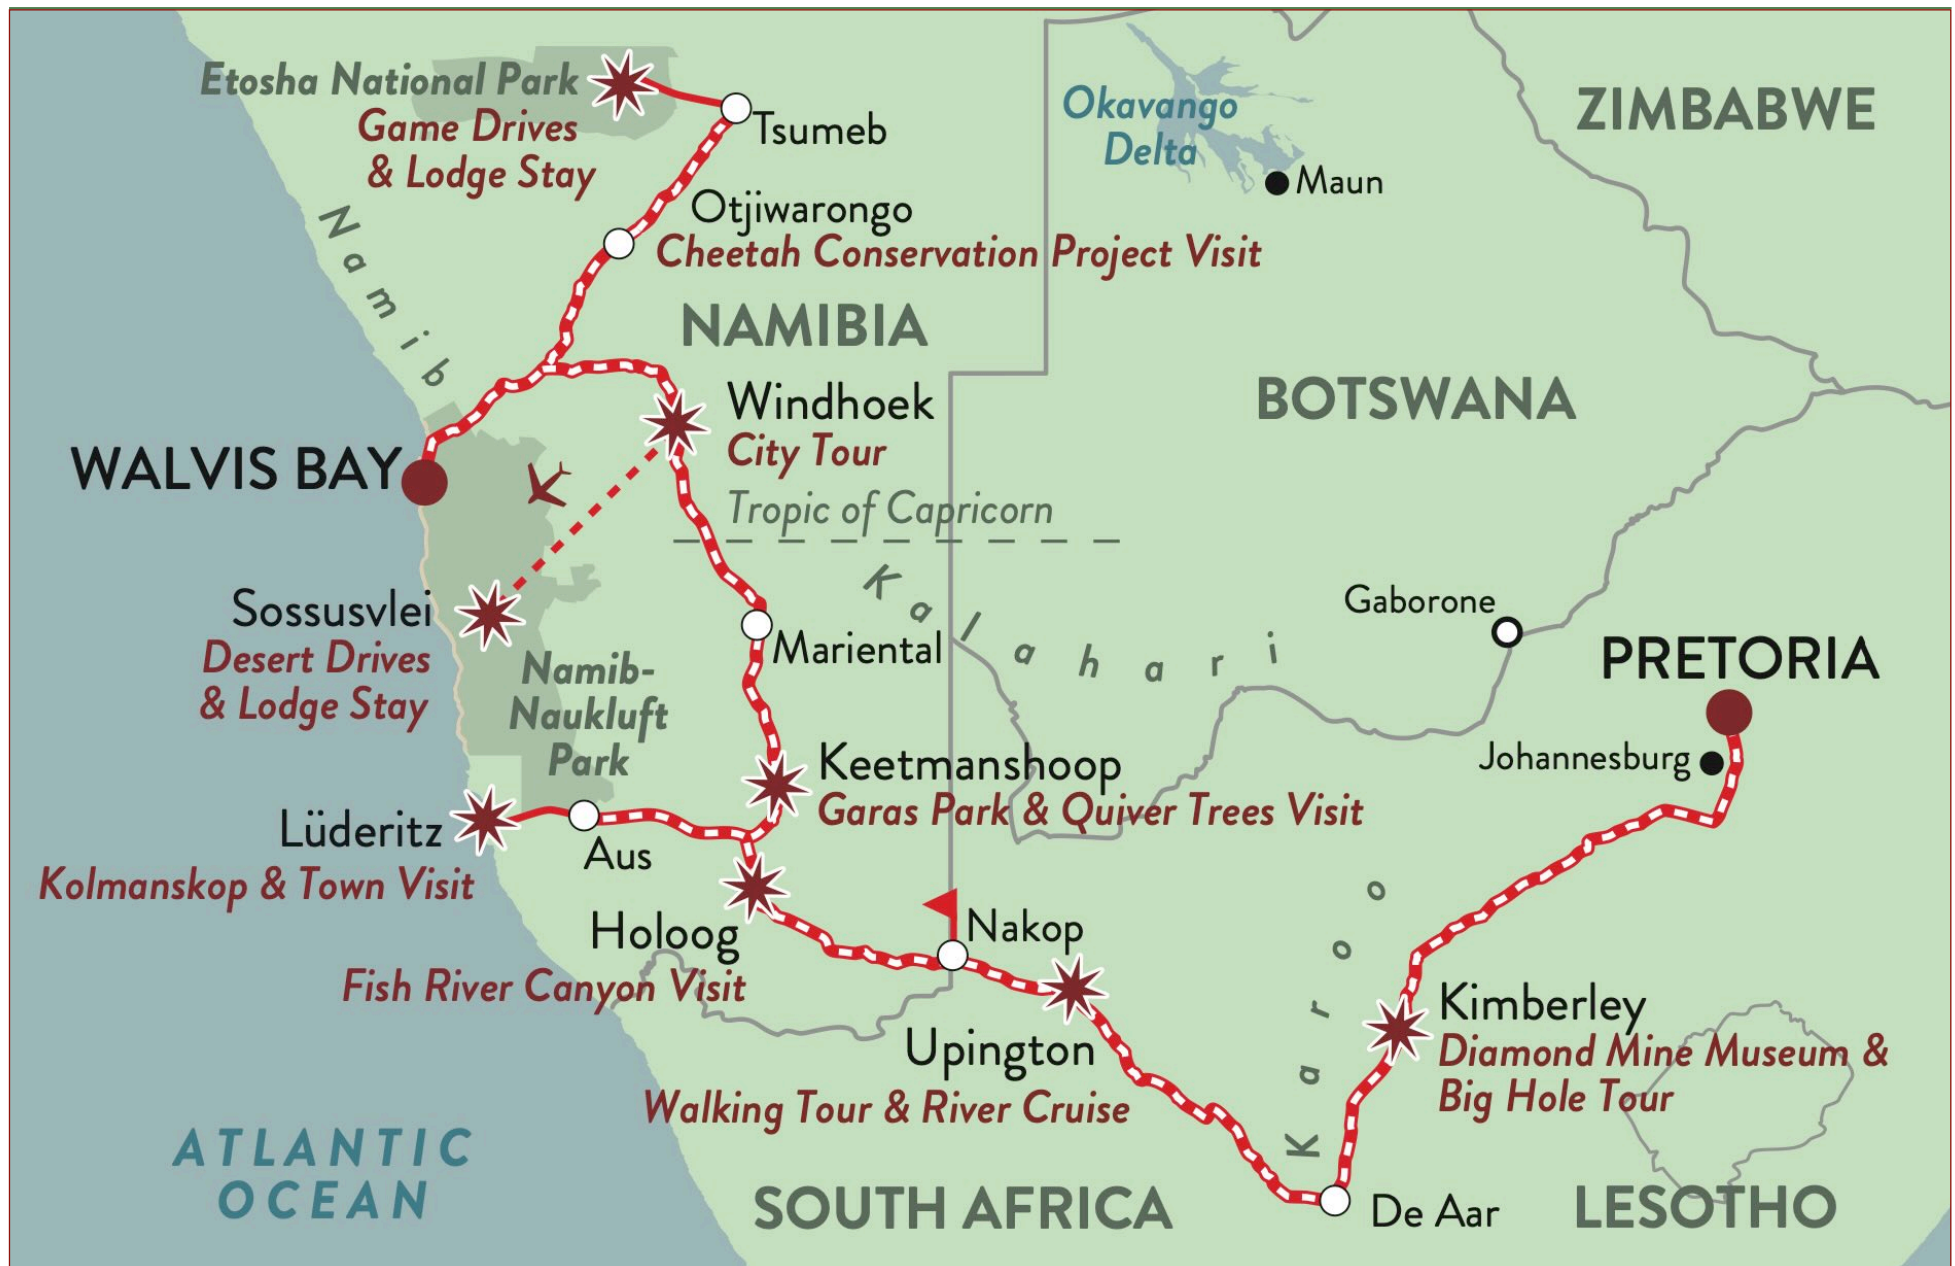 Etosha National Park
Game Drives
& Lodge Stay
Tsumeb
Okavango
Delta
Maun
ZIMBABWE
Otjiwarongo
Cheetah Conservation Project Visit
Namib
NAMIBIA
BOTSWANA
Windhoek
City Tour
WALVIS BAY
Tropic of Capricorn
Kalahari
Sossusvlei
Desert Drives
& Lodge Stay
Namib-
Naukluft
Park
Mariental
Gaborone
PRETORIA
Johannesburg
Keetmanshoop
Garas Park & Quiver Trees Visit
Lüderitz
Kolmanskop & Town Visit
Aus
Holoog
Fish River Canyon Visit
Nakop
Karoo
Upington
Walking Tour & River Cruise
Kimberley
Diamond Mine Museum &
Big Hole Tour
ATLANTIC
OCEAN
SOUTH AFRICA
De Aar
LESOTHO